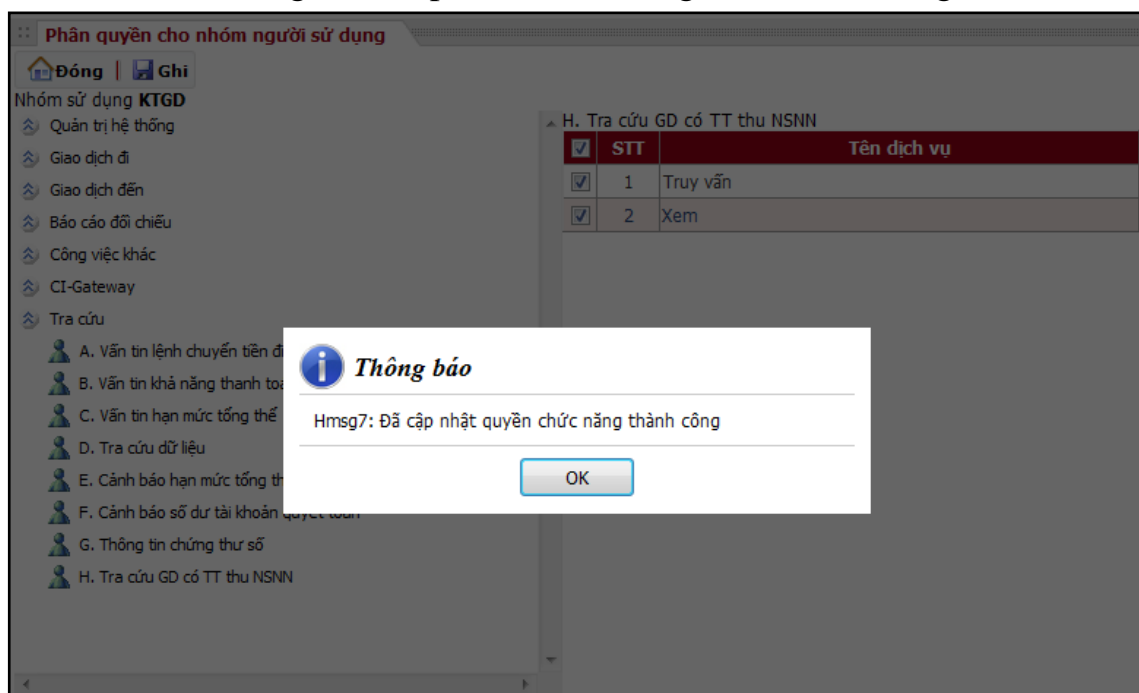 Phân quyền cho nhóm người sử dụng
Đóng | Ghi
Nhóm sử dụng KTGD
Quản trị hệ thống
Giao dịch đi
Giao dịch đến
Báo cáo đối chiếu
Công việc khác
CI-Gateway
Tra cứu
A. Vấn tin lệnh chuyển tiền đi
B. Vấn tin khả năng thanh toá
C. Vấn tin hạn mức tổng thể
D. Tra cứu dữ liệu
E. Cảnh báo hạn mức tổng th
F. Cảnh báo số dư tài khoản quyết toán
G. Thông tin chứng thư số
H. Tra cứu GD có TT thu NSNN
H. Tra cứu GD có TT thu NSNN
STT Tên dịch vụ
1 Truy vấn
2 Xem
Thông báo
Hmsg7: Đã cập nhật quyền chức năng thành công
OK